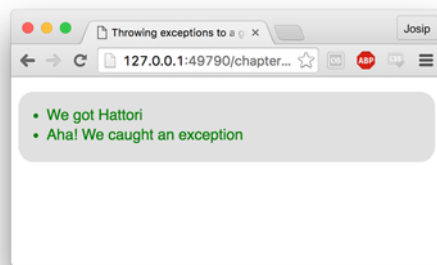 Throwing exceptions to a g
Josip
127.0.0.1:49790/chapter...
ABP
We got Hattori
Aha! We caught an exception